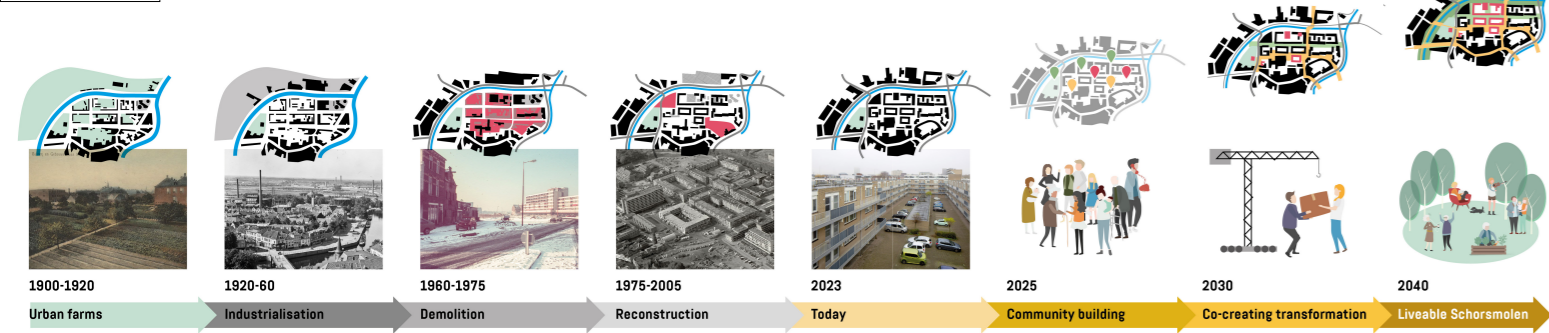 1900-1920
1920-60
1960-1975
1975-2005
2023
2025
2030
2040
Urban farms
Industrialisation
Demolition
Reconstruction
Today
Community building
Co-creating transformation
Liveable Schorsmolen